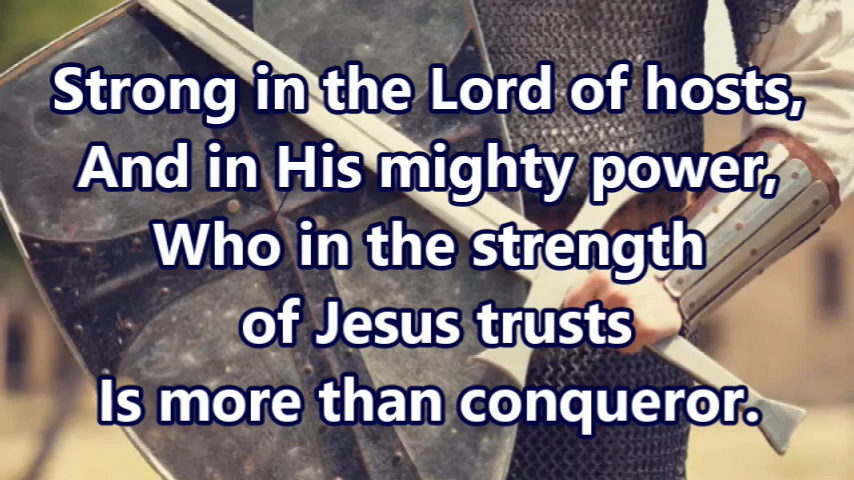 Strong in the Lord of hosts,
And in His mighty power,
Who in the strength
of Jesus trusts
Is more than conqueror.